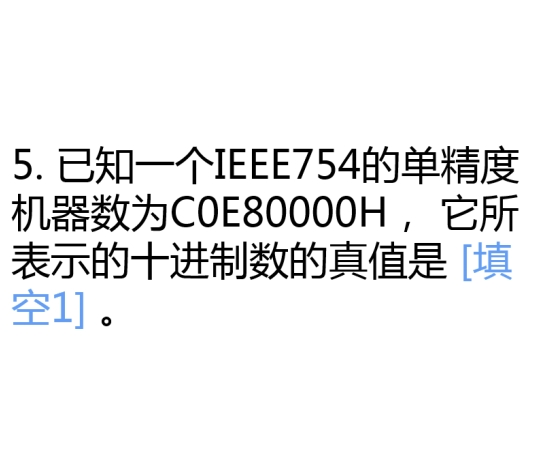 5. 已知一个IEEE754的单精度
机器数为C0E80000H ，它所
表示的十进制数的真值是 [填
空1] 。